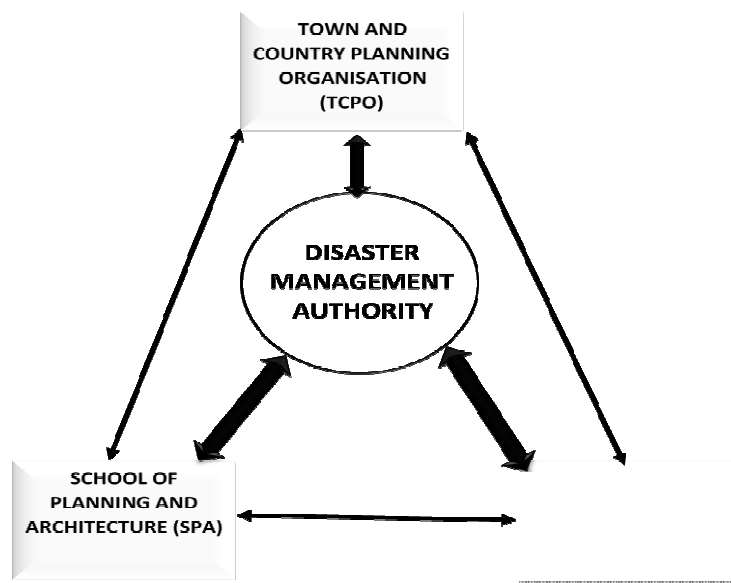 TOWN AND
COUNTRY PLANNING
ORGANISATION
(TCPO)
DISASTER
MANAGEMENT
AUTHORITY
SCHOOL OF
PLANNING AND
ARCHITECTURE (SPA)